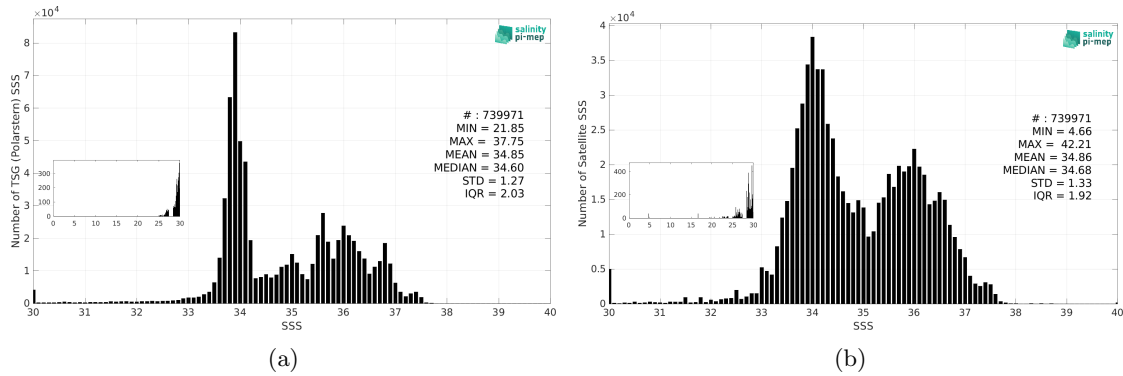 ×10⁴
salinity
pi-mep
# : 739971
MIN = 21.85
MAX = 37.75
MEAN = 34.85
MEDIAN = 34.60
STD = 1.27
IQR = 2.03
Number of TSG (Polarstern) SSS
8
7
6
5
4
3
2
1
0
300
200
100
0
0 5 10 15 20 25 30
30 31 32 33 34 35 36 37 38 39 40
SSS
(a)
×10⁴
salinity
pi-mep
# : 739971
MIN = 4.66
MAX = 42.21
MEAN = 34.86
MEDIAN = 34.68
STD = 1.33
IQR = 1.92
Number of Satellite SSS
4
3.5
3
2.5
2
1.5
1
0.5
0
400
200
0
0 5 10 15 20 25 30
30 31 32 33 34 35 36 37 38 39 40
SSS
(b)